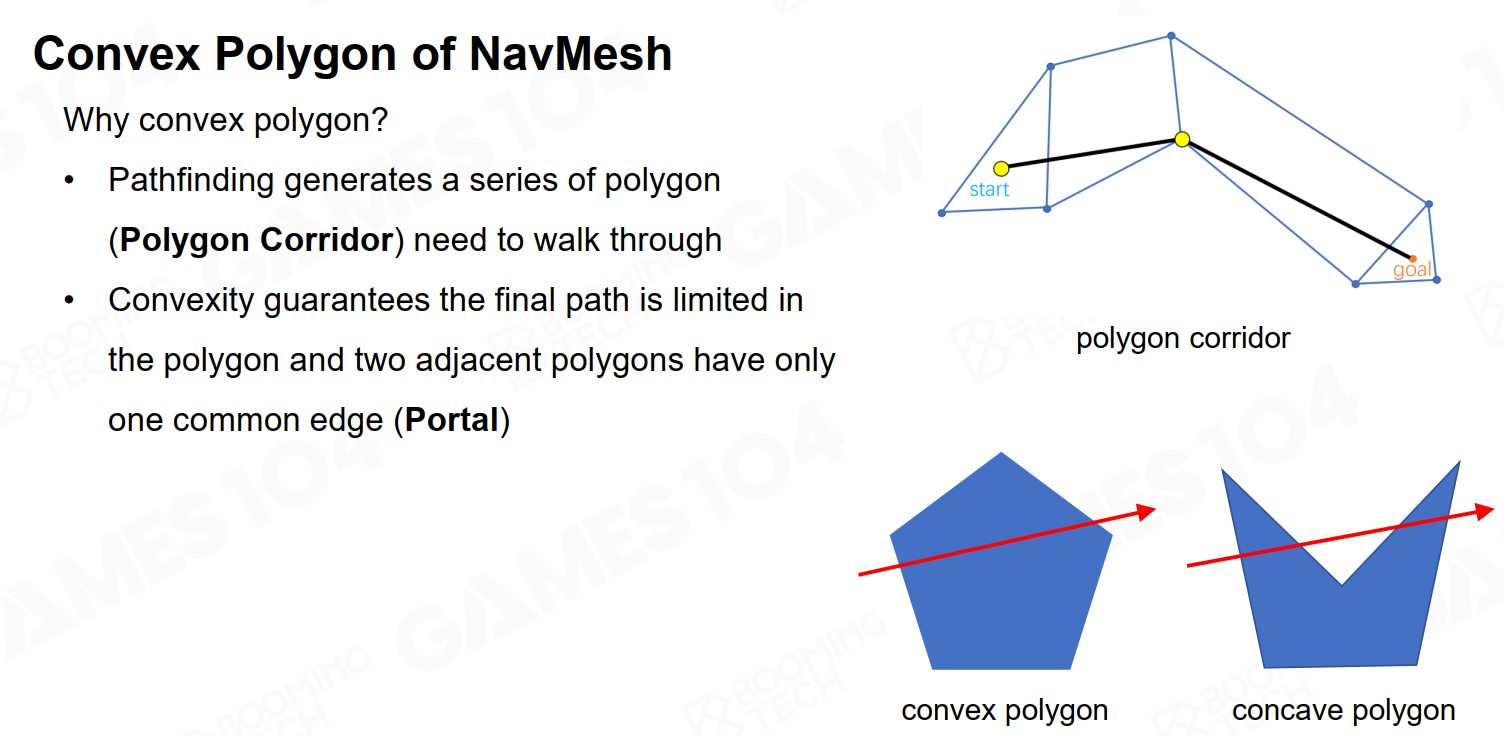 Convex Polygon of NavMesh
Why convex polygon?
• Pathfinding generates a series of polygon
(Polygon Corridor) need to walk through
• Convexity guarantees the final path is limited in
the polygon and two adjacent polygons have only
one common edge (Portal)
start
goal
polygon corridor
convex polygon
concave polygon
GAMES104
BOOMING
TECH